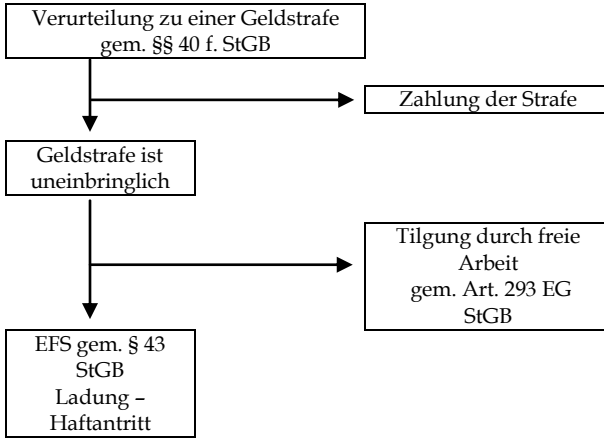 Verurteilung zu einer Geldstrafe
gem. §§ 40 f. StGB
Zahlung der Strafe
Geldstrafe ist
uneinbringlich
Tilgung durch freie
Arbeit
gem. Art. 293 EG
StGB
EFS gem. § 43
StGB
Ladung –
Haftantritt